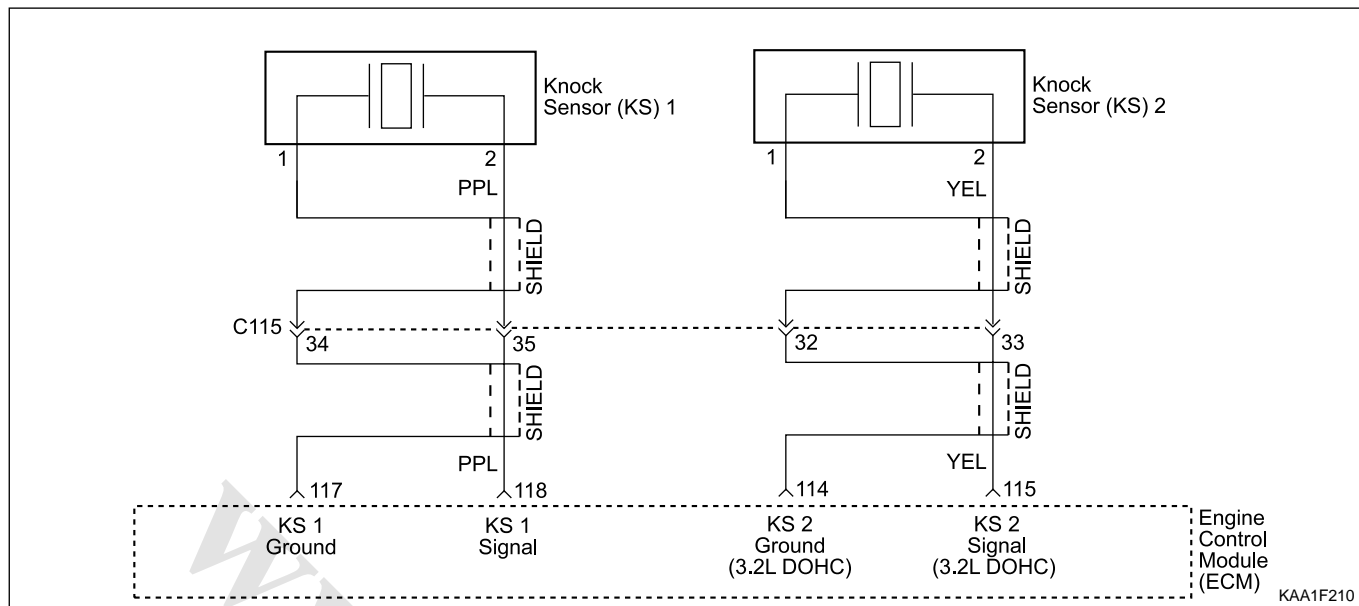 Knock
Sensor (KS) 1
Knock
Sensor (KS) 2
1
2
1
2
PPL
YEL
SHIELD
SHIELD
C115
34
35
32
33
SHIELD
SHIELD
PPL
YEL
117
118
114
115
KS 1
Ground
KS 1
Signal
KS 2
Ground
(3.2L DOHC)
KS 2
Signal
(3.2L DOHC)
Engine
Control
Module
(ECM)
KAA1F210